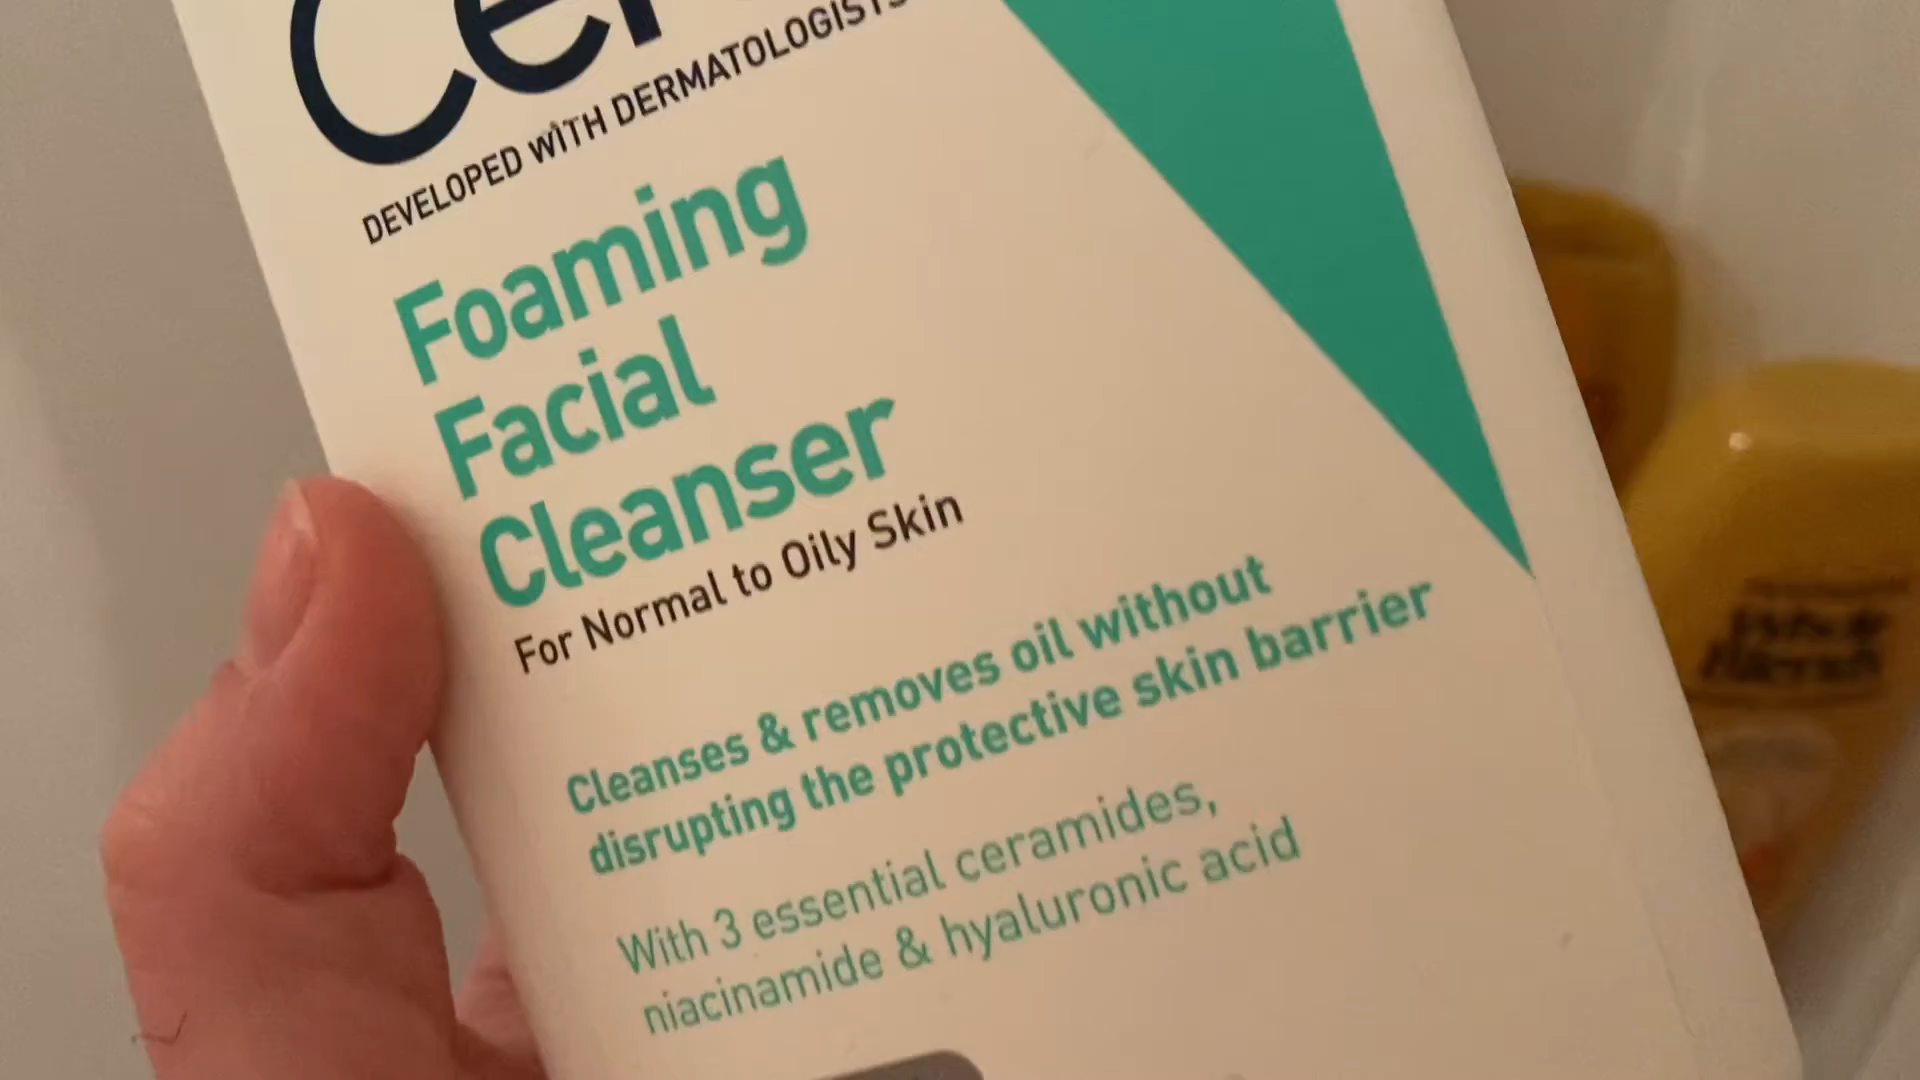 DEVELOPED WITH DERMATOLOGISTS
Foaming
Facial
Cleanser
For Normal to Oily Skin
Cleanses & removes oil without
disrupting the protective skin barrier
With 3 essential ceramides,
niacinamide & hyaluronic acid